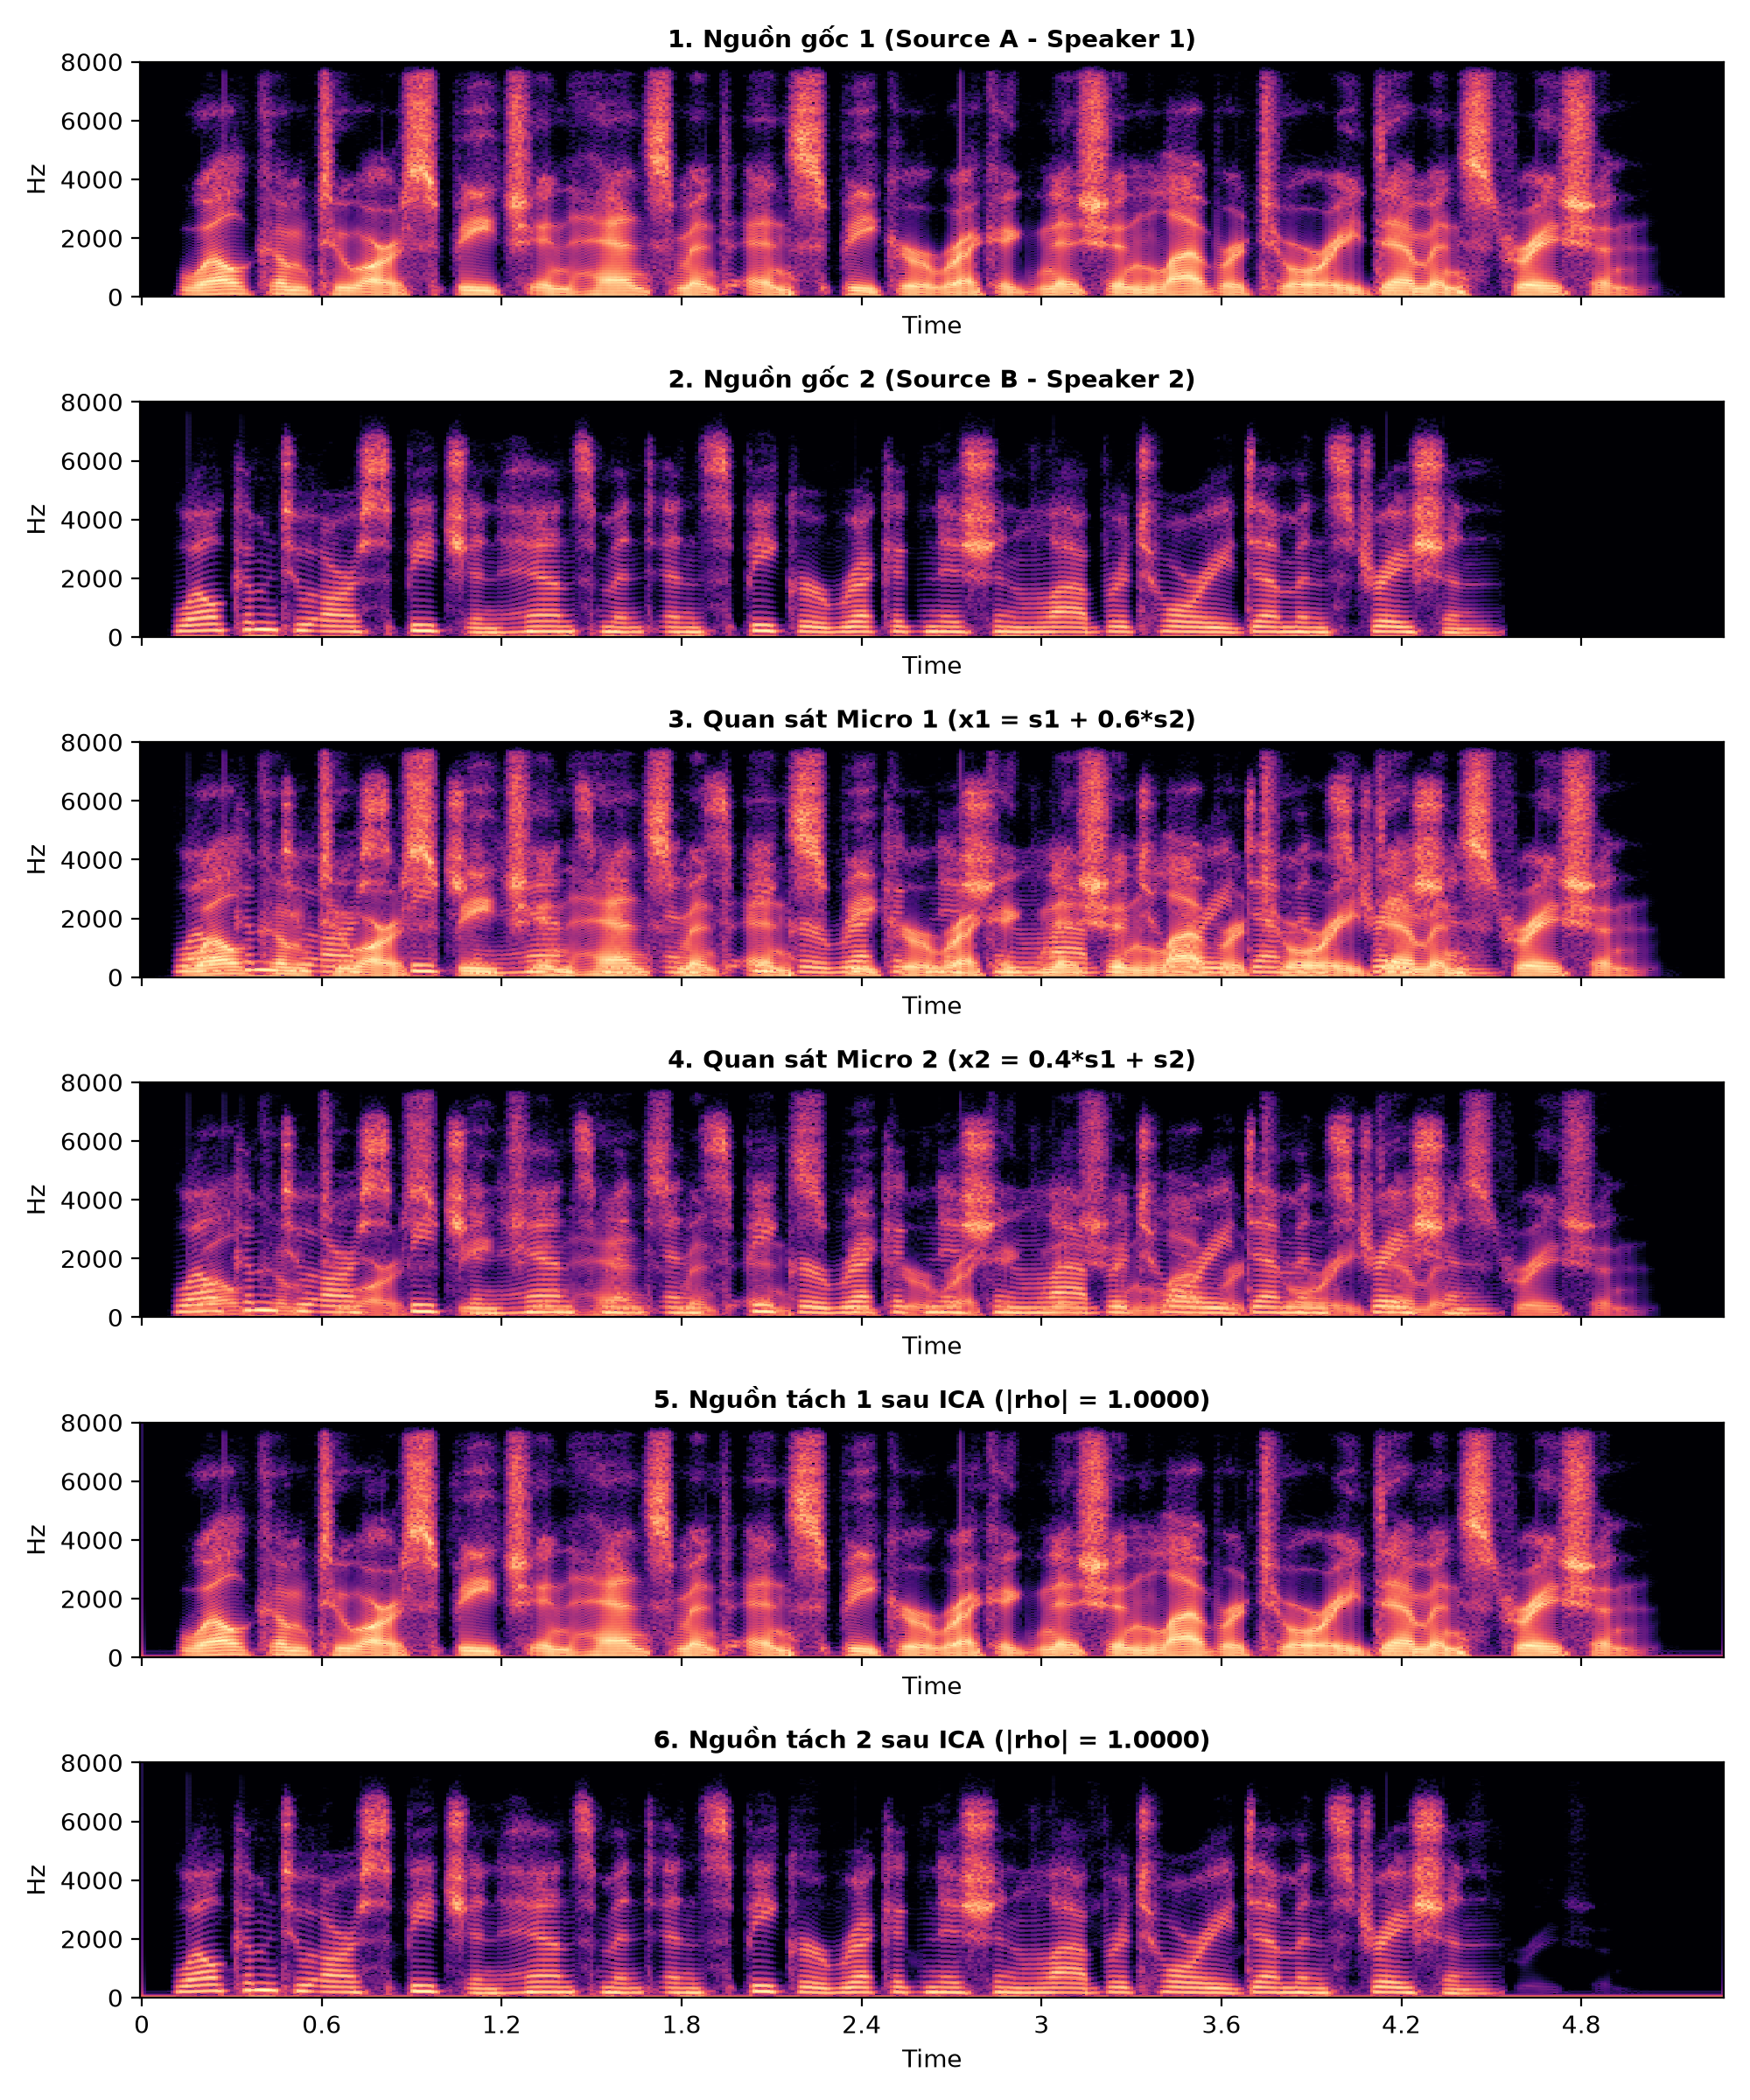 1. Nguồn gốc 1 (Source A - Speaker 1)
8000
6000
4000
2000
0
Hz
Time
2. Nguồn gốc 2 (Source B - Speaker 2)
8000
6000
4000
2000
0
Hz
Time
3. Quan sát Micro 1 (x1 = s1 + 0.6*s2)
8000
6000
4000
2000
0
Hz
Time
4. Quan sát Micro 2 (x2 = 0.4*s1 + s2)
8000
6000
4000
2000
0
Hz
Time
5. Nguồn tách 1 sau ICA (|rho| = 1.0000)
8000
6000
4000
2000
0
Hz
Time
6. Nguồn tách 2 sau ICA (|rho| = 1.0000)
8000
6000
4000
2000
0
Hz
0 0.6 1.2 1.8 2.4 3 3.6 4.2 4.8
Time